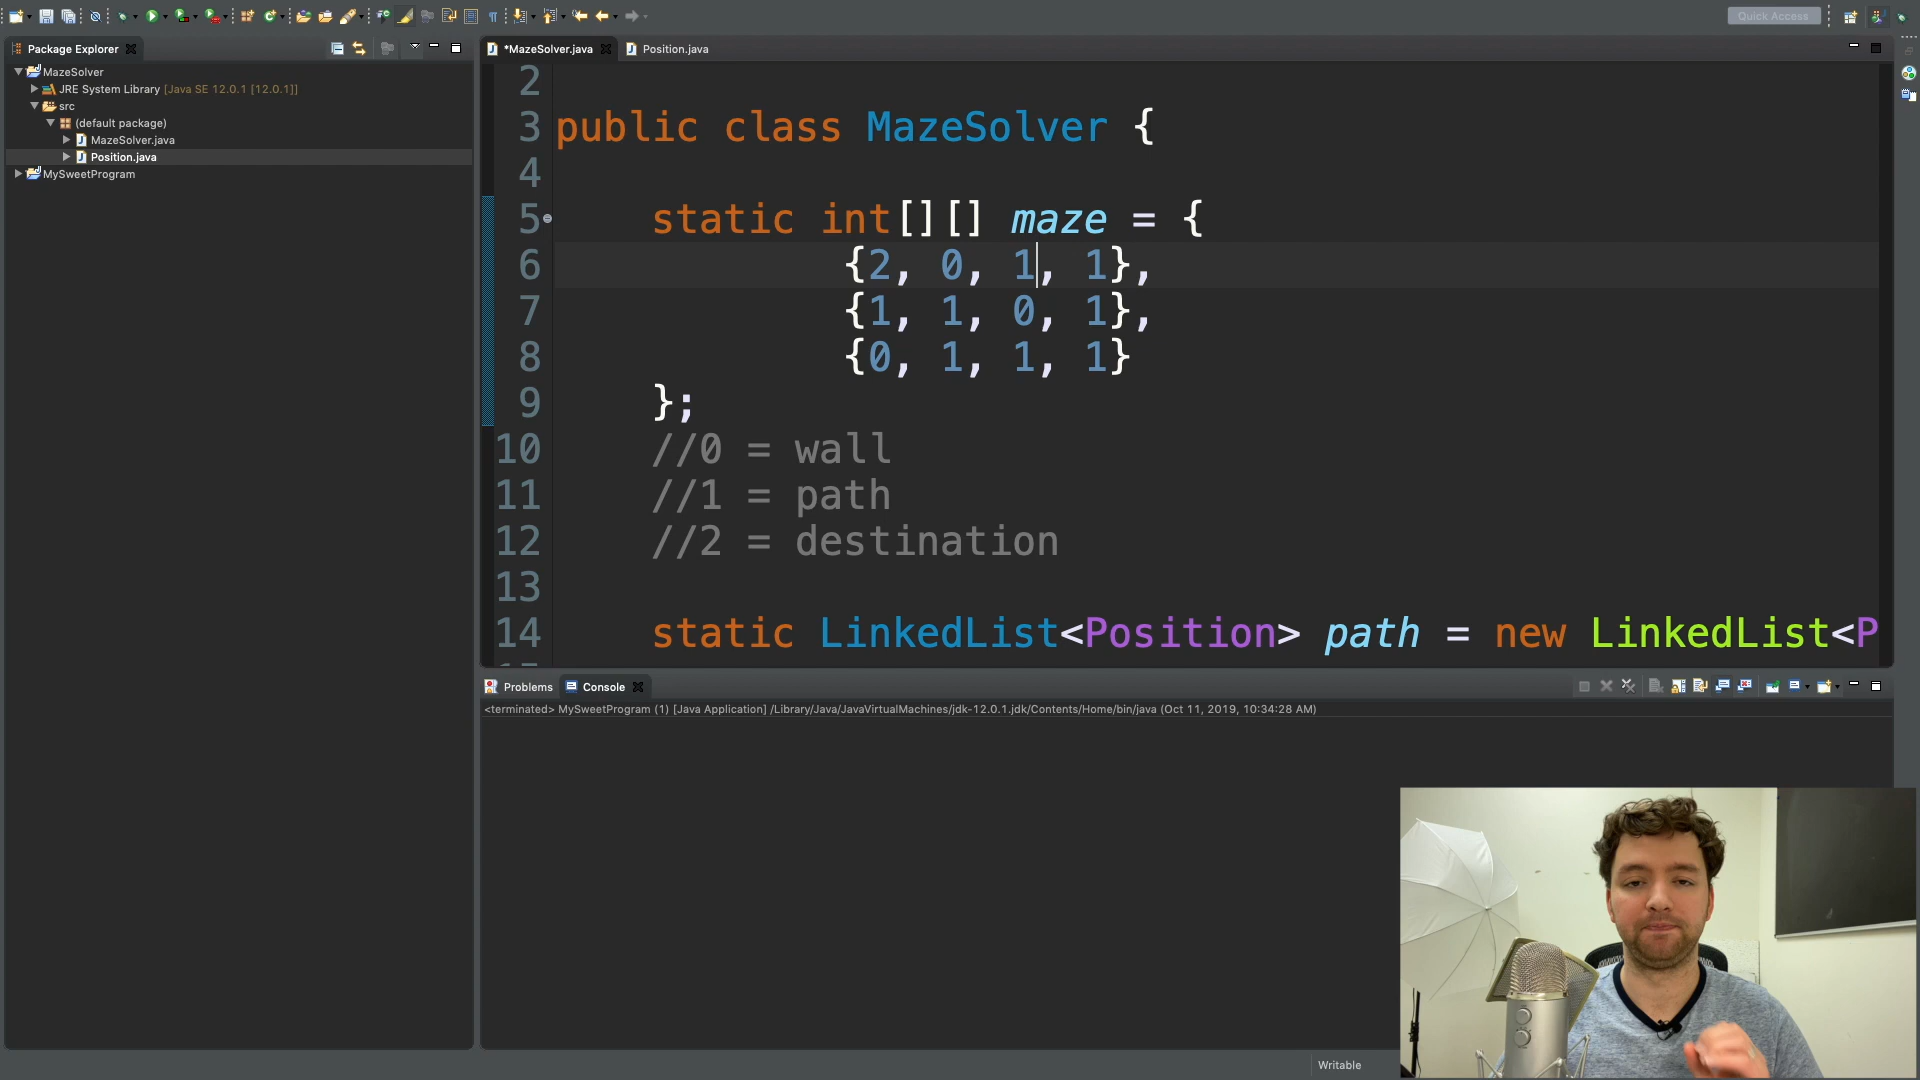 Quick Access
Package Explorer
MazeSolver
JRE System Library [Java SE 12.0.1 [12.0.1]]
src
(default package)
MazeSolver.java
Position.java
MySweetProgram
*MazeSolver.java
Position.java
2
3 public class MazeSolver {
4
5 static int[][] maze = {
6 {2, 0, 1, 1},
7 {1, 1, 0, 1},
8 {0, 1, 1, 1}
9 };
10 //0 = wall
11 //1 = path
12 //2 = destination
13
14 static LinkedList<Position> path = new LinkedList<P
Problems
Console
<terminated> MySweetProgram (1) [Java Application] /Library/Java/JavaVirtualMachines/jdk-12.0.1.jdk/Contents/Home/bin/java (Oct 11, 2019, 10:34:28 AM)
Writable